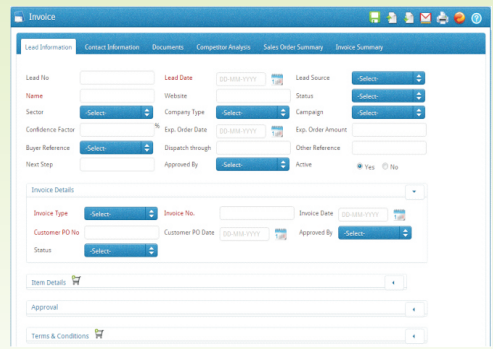 Invoice
Lead Information Contact Information Documents Competitor Analysis Sales Order Summary Invoice Summary
Lead No Lead Date DD-MM-YYYY Lead Source -Select-
Name Website Status -Select-
Sector -Select- Company Type -Select- Campaign -Select-
Confidence Factor % Exp. Order Date DD-MM-YYYY Exp. Order Amount
Buyer Reference -Select- Dispatch through Other Reference
Next Step Approved By -Select- Active Yes No
Invoice Details
Invoice Type -Select- Invoice No. Invoice Date DD-MM-YYYY
Customer PO No Customer PO Date DD-MM-YYYY Approved By -Select-
Status -Select-
Item Details
Approval
Terms & Conditions